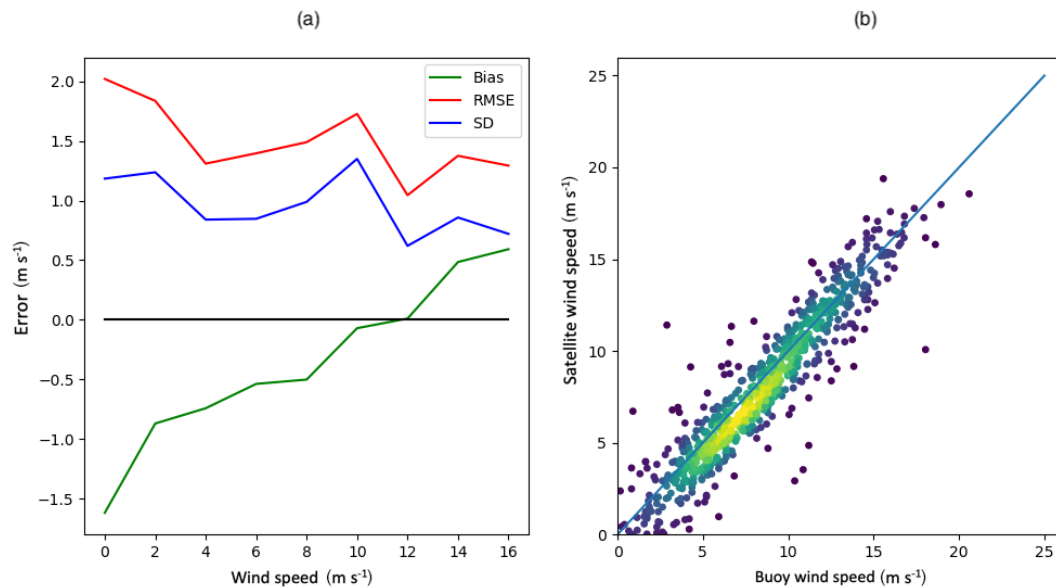 (a)
2.0
1.5
1.0
0.5
0.0
−0.5
−1.0
−1.5
Error (m s⁻¹)
Bias
RMSE
SD
0 2 4 6 8 10 12 14 16
Wind speed (m s⁻¹)
(b)
25
20
15
10
5
0
Satellite wind speed (m s⁻¹)
0 5 10 15 20 25
Buoy wind speed (m s⁻¹)